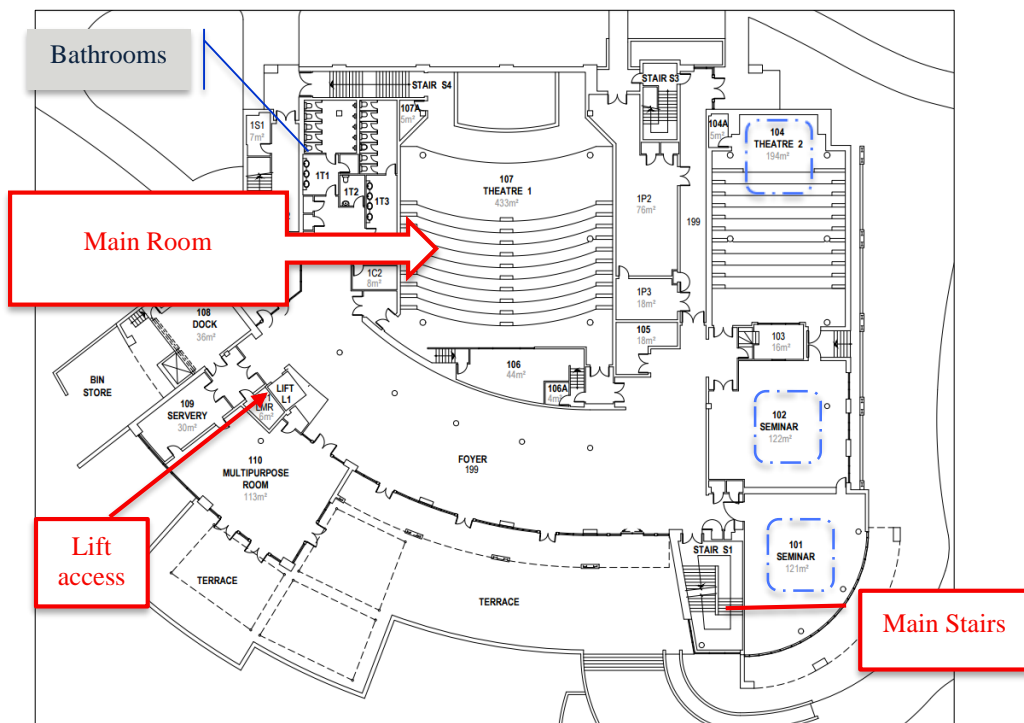 Bathrooms
STAIR S4
STAIR S3
107A
5m²
1S1
7m²
104A
5m²
104
THEATRE 2
194m²
1T1
1T2
1T3
107
THEATRE 1
433m²
1P2
76m²
199
Main Room
1C2
8m²
1P3
18m²
108
DOCK
36m²
105
18m²
103
16m²
106
44m²
106A
4m²
BIN
STORE
LIFT
L1
LMR
6m²
109
SERVERY
30m²
102
SEMINAR
122m²
110
MULTIPURPOSE
ROOM
113m²
FOYER
199
Lift
access
STAIR S1
101
SEMINAR
121m²
TERRACE
TERRACE
Main Stairs